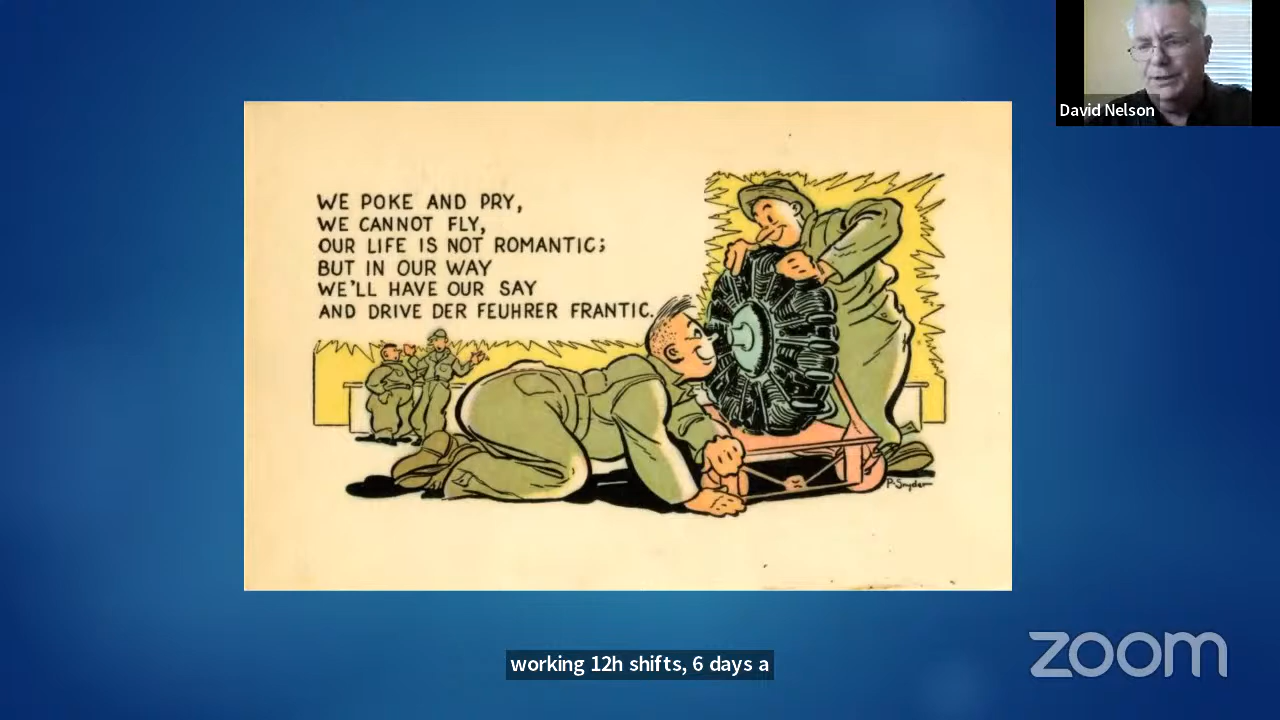 David Nelson
WE POKE AND PRY,
WE CANNOT FLY,
OUR LIFE IS NOT ROMANTIC;
BUT IN OUR WAY
WE'LL HAVE OUR SAY
AND DRIVE DER FEUHRER FRANTIC.
P. Snyder
zoom
working 12h shifts, 6 days a